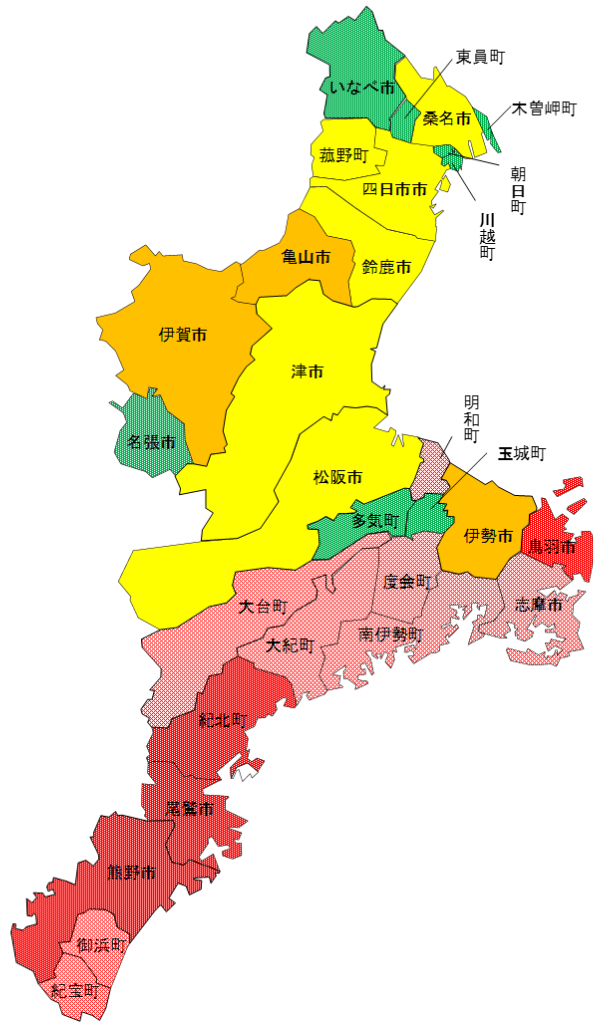 東員町
いなべ市
木曽岬町
桑名市
菰野町
朝日町
四日市市
川越町
亀山市
鈴鹿市
伊賀市
津市
明和町
名張市
玉城町
松阪市
多気町
伊勢市
鳥羽市
度会町
大台町
志摩市
南伊勢町
大紀町
紀北町
尾鷲市
熊野市
御浜町
紀宝町